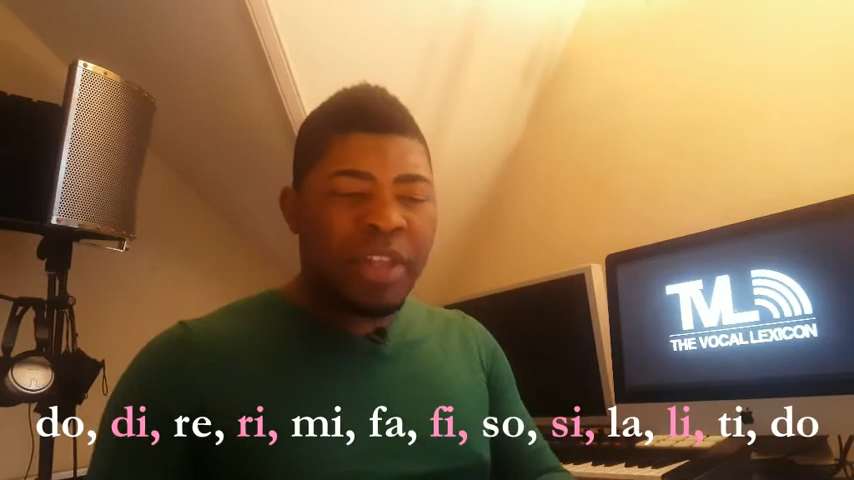 TVL
THE VOCAL LEXICON
do, di, re, ri, mi, fa, fi, so, si, la, li, ti, do